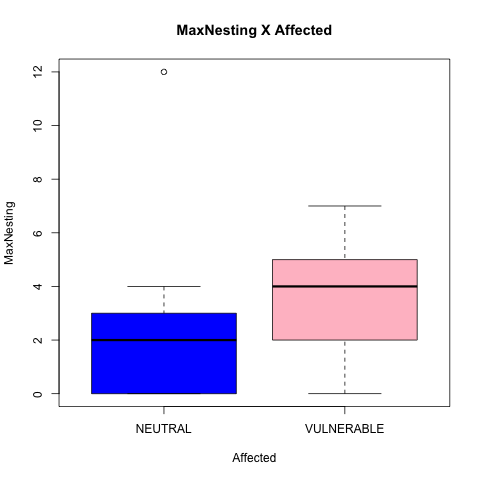 MaxNesting X Affected
MaxNesting
12
10
8
6
4
2
0
NEUTRAL
VULNERABLE
Affected